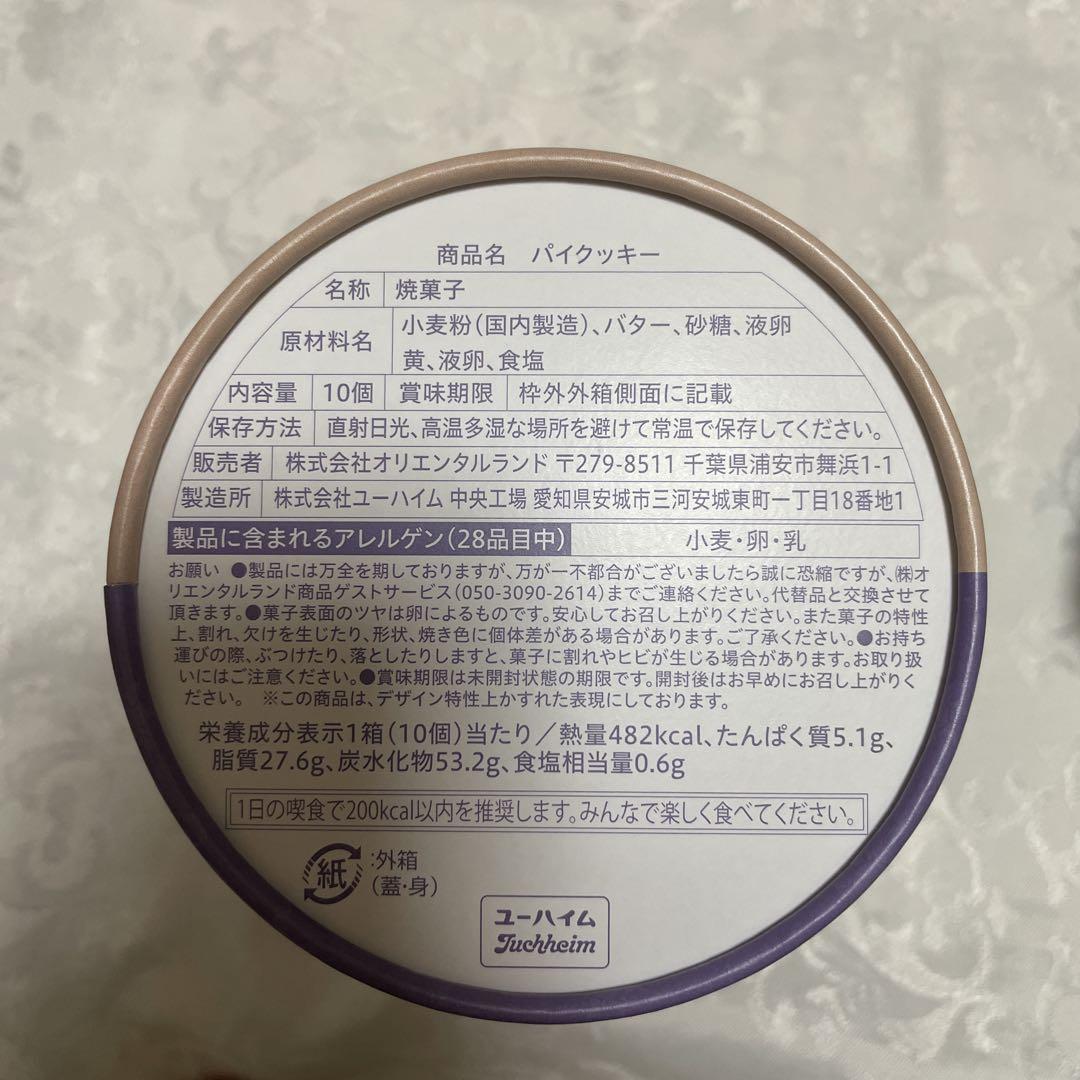 商品名 パイクッキー
名称 焼菓子
原材料名 小麦粉(国内製造)、バター、砂糖、液卵
黄、液卵、食塩
内容量 10個 賞味期限 枠外外箱側面に記載
保存方法 直射日光、高温多湿な場所を避けて常温で保存してください。
販売者 株式会社オリエンタルランド 〒279-8511 千葉県浦安市舞浜1-1
製造所 株式会社ユーハイム 中央工場 愛知県安城市三河安城東町一丁目18番地1
製品に含まれるアレルゲン(28品目中) 小麦・卵・乳
お願い ●製品には万全を期しておりますが、万が一不都合がございましたら誠に恐縮ですが、㈱オ
リエンタルランド商品ゲストサービス(050-3090-2614)までご連絡ください。代替品と交換させて
頂きます。●菓子表面のツヤは卵によるものです。安心してお召し上がりください。また菓子の特性
上、割れ、欠けを生じたり、形状、焼き色に個体差がある場合があります。ご了承ください。●お持ち
運びの際、ぶつけたり、落としたりしますと、菓子に割れやヒビが生じる場合があります。お取り扱
いにはご注意ください。●賞味期限は未開封状態の期限です。開封後はお早めにお召し上がりく
ださい。 ※この商品は、デザイン特性上かすれた表現にしております。
栄養成分表示1箱(10個)当たり/熱量482kcal、たんぱく質5.1g、
脂質27.6g、炭水化物53.2g、食塩相当量0.6g
1日の喫食で200kcal以内を推奨します。みんなで楽しく食べてください。
紙 :外箱
(蓋・身)
ユーハイム
Juchheim